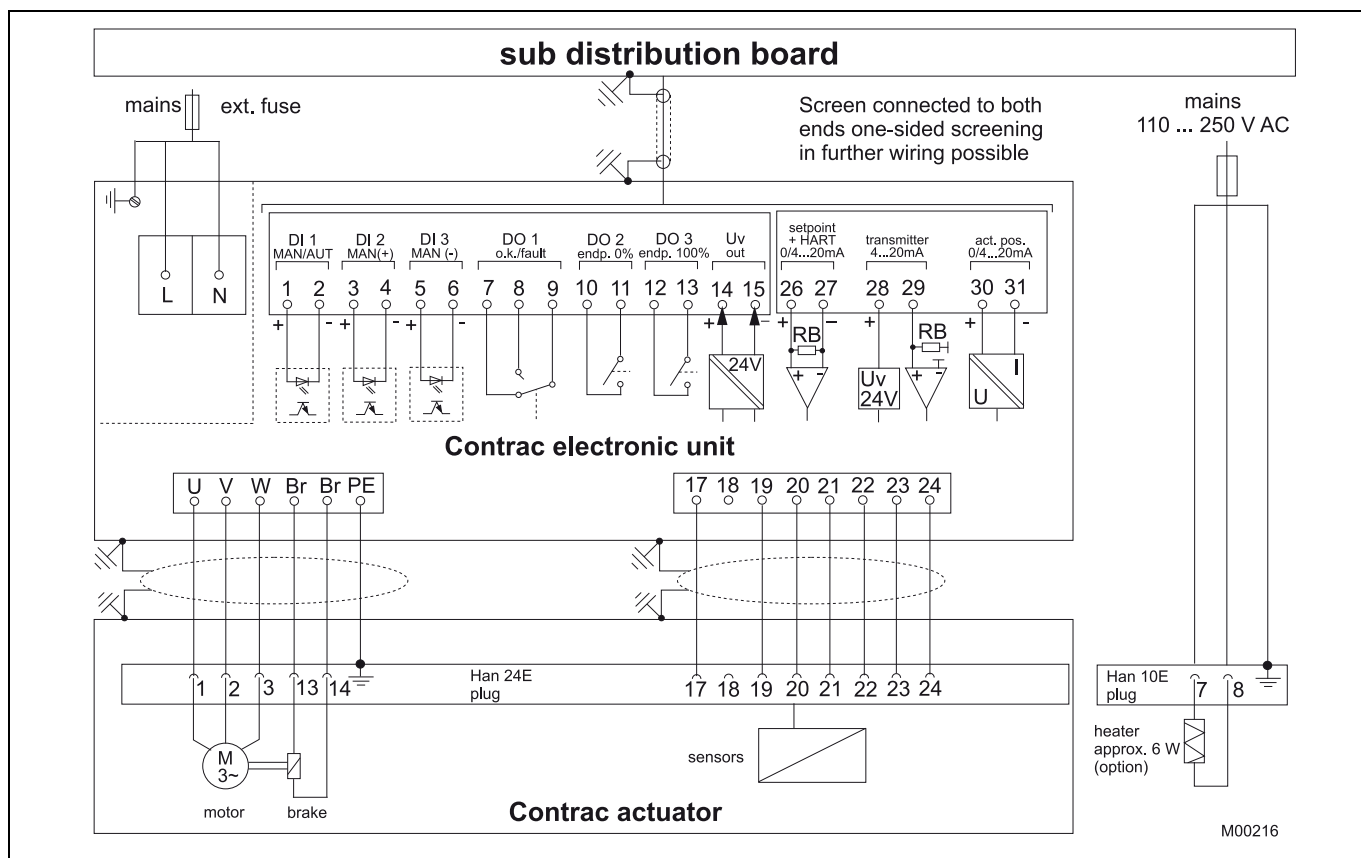 sub distribution board
mains ext. fuse
Screen connected to both
ends one-sided screening
in further wiring possible
mains
110 ... 250 V AC
L N
DI 1 DI 2 DI 3 DO 1 DO 2 DO 3 Uv
MAN/AUT MAN(+) MAN (-) o.k./fault endp. 0% endp. 100% out
setpoint
+ HART
0/4...20mA
transmitter
4...20mA
act. pos.
0/4...20mA
1 2 3 4 5 6 7 8 9 10 11 12 13 14 15 26 27 28 29 30 31
+ - + - + - + - + - + + -
RB RB
24V
+ -
Uv
24V
+ -
I
U
Contrac electronic unit
U V W Br Br PE
17 18 19 20 21 22 23 24
1 2 3 13 14
Han 24E
plug
17 18 19 20 21 22 23 24
M
3~
motor brake
sensors
Contrac actuator
Han 10E
plug
7 8
heater
approx. 6 W
(option)
M00216